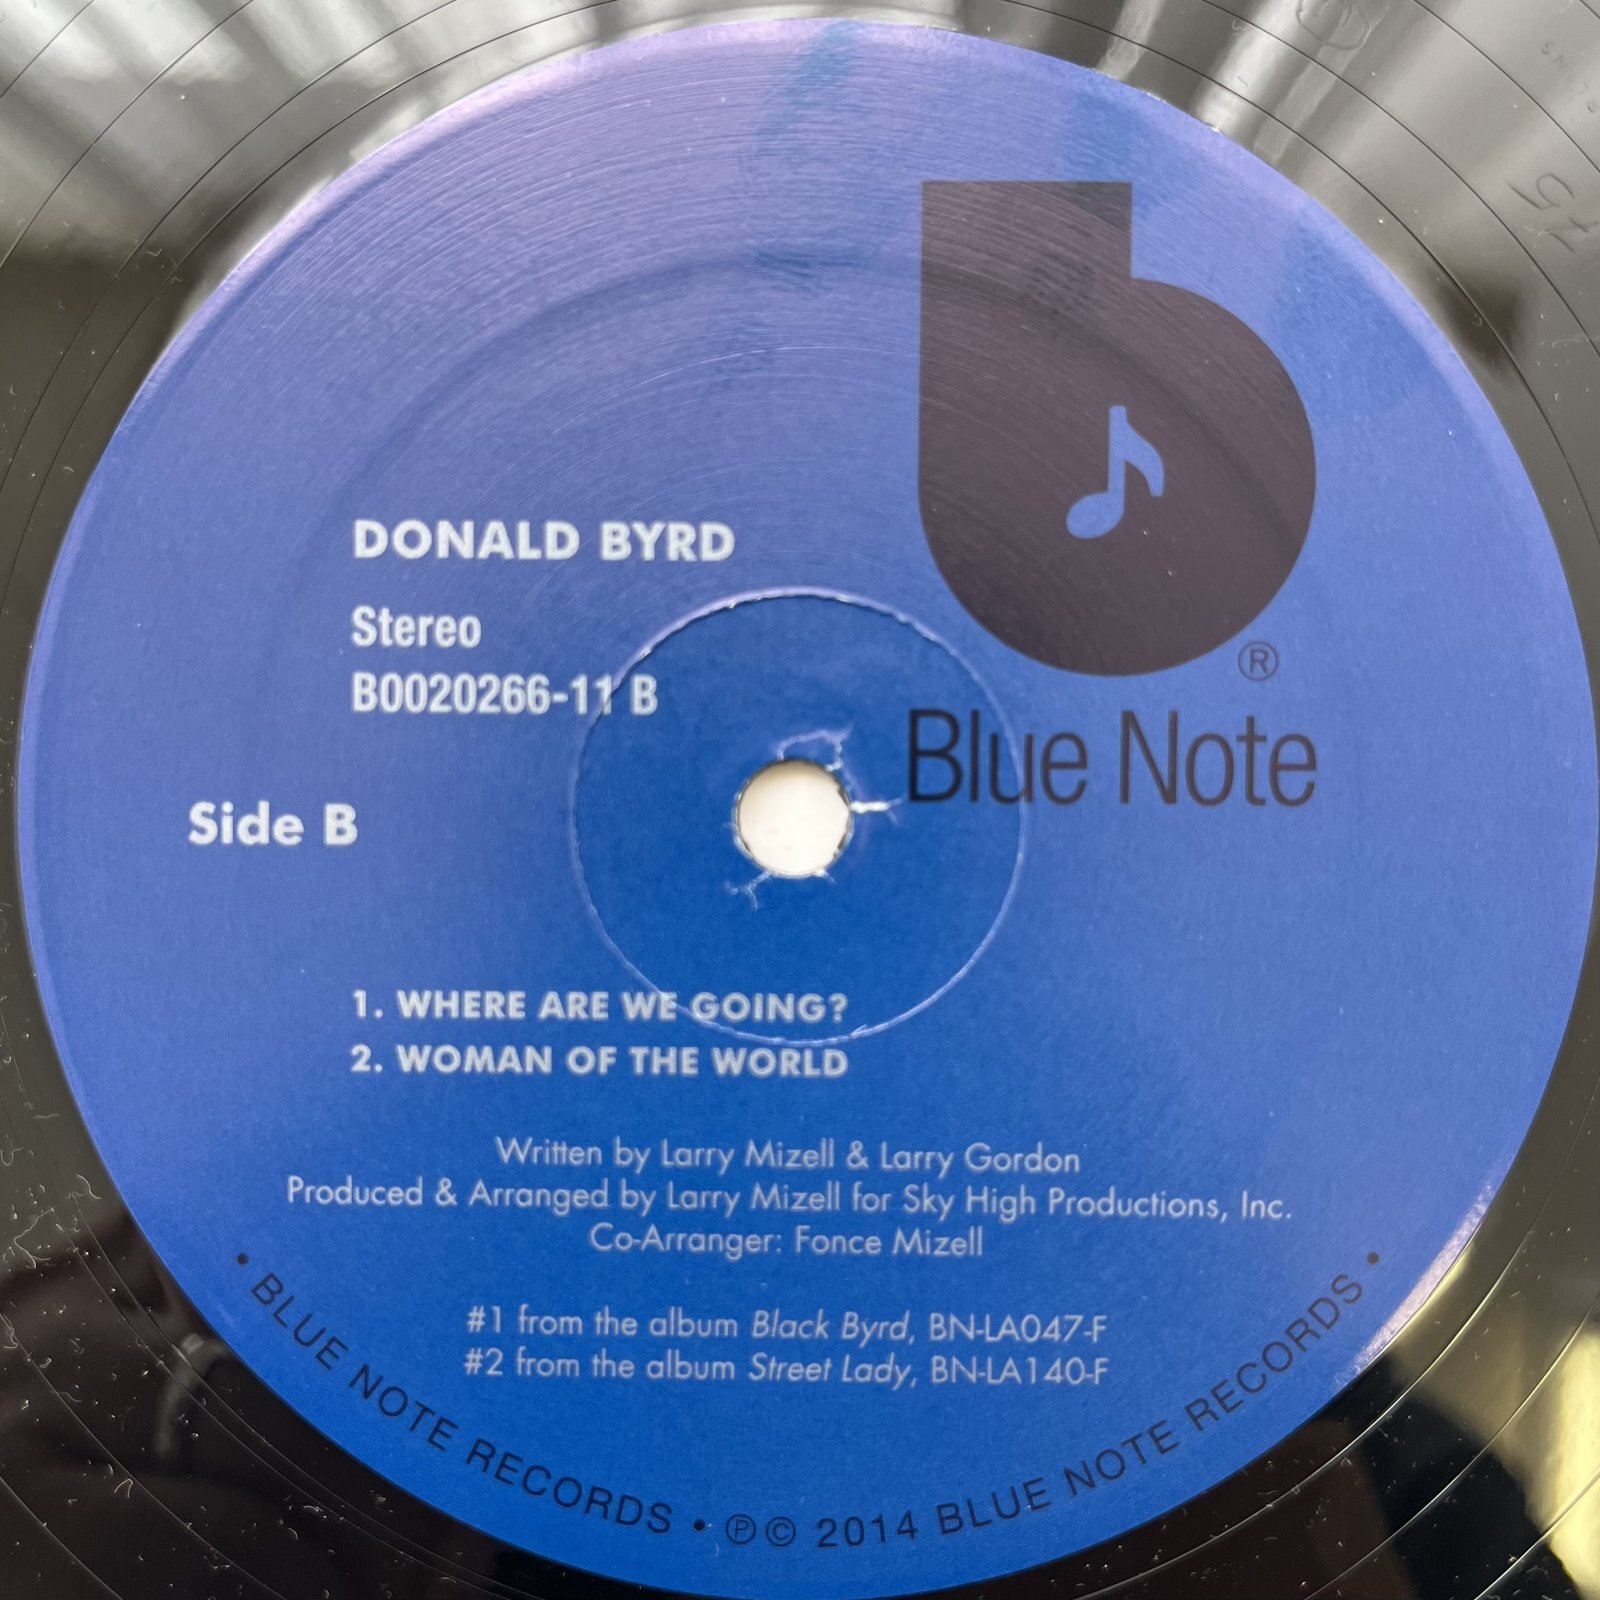 DONALD BYRD
Stereo
B0020266-11 B
®
Blue Note
Side B
1. WHERE ARE WE GOING?
2. WOMAN OF THE WORLD
Written by Larry Mizell & Larry Gordon
Produced & Arranged by Larry Mizell for Sky High Productions, Inc.
Co-Arranger: Fonce Mizell
#1 from the album Black Byrd, BN-LA047-F
#2 from the album Street Lady, BN-LA140-F
• BLUE NOTE RECORDS • ℗© 2014 BLUE NOTE RECORDS •